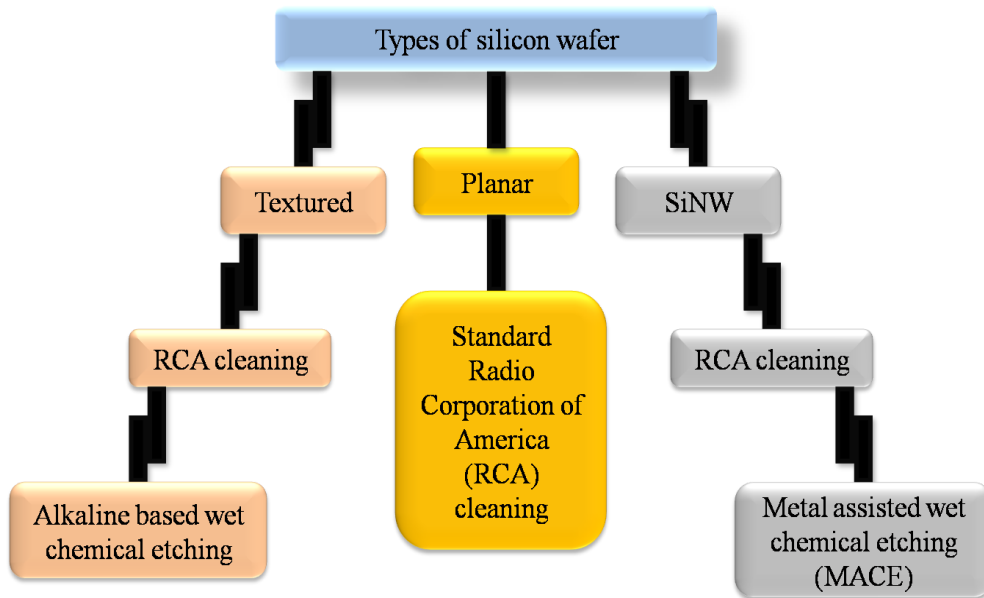 Types of silicon wafer
Textured
Planar
SiNW
RCA cleaning
Standard
Radio
Corporation of
America
(RCA)
cleaning
RCA cleaning
Alkaline based wet
chemical etching
Metal assisted wet
chemical etching
(MACE)